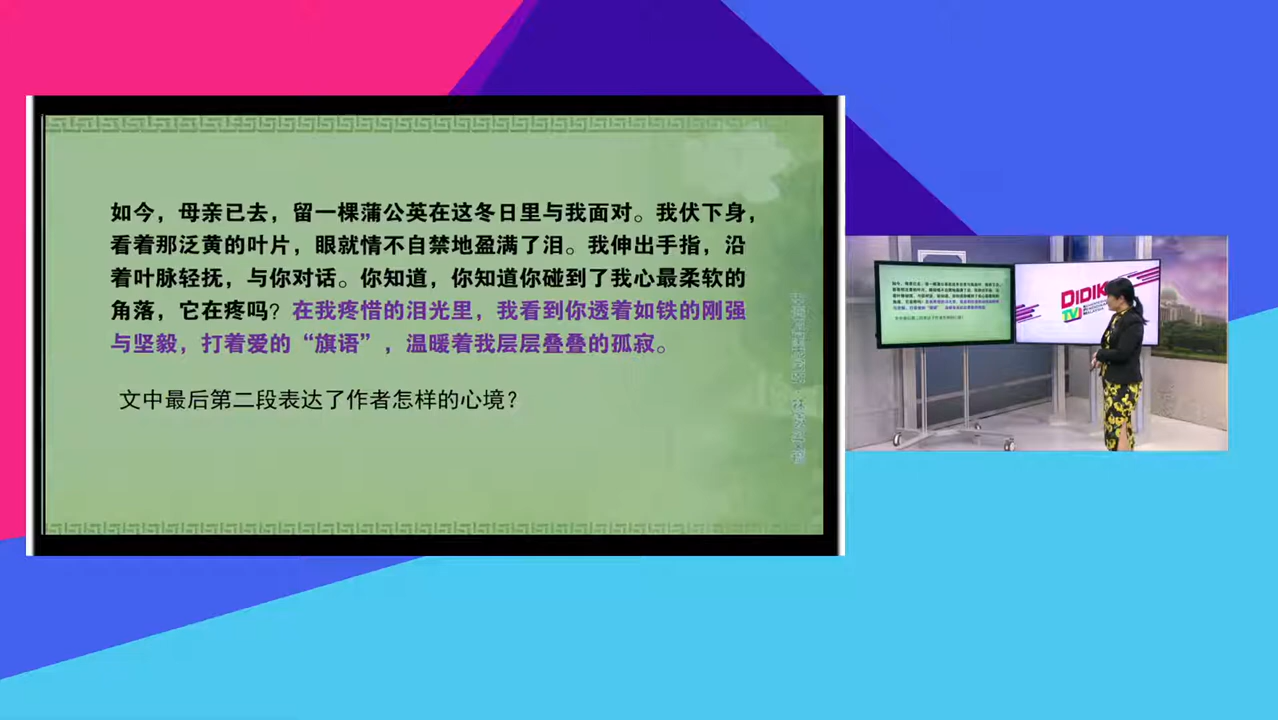 如今，母亲已去，留一棵蒲公英在这冬日里与我面对。我伏下身，
看着那泛黄的叶片，眼就情不自禁地盈满了泪。我伸出手指，沿
着叶脉轻抚，与你对话。你知道，你知道你碰到了我心最柔软的
角落，它在疼吗？在我疼惜的泪光里，我看到你透着如铁的刚强
与坚毅，打着爱的“旗语”，温暖着我层层叠叠的孤寂。
文中最后第二段表达了作者怎样的心境？
DIDIK
TV